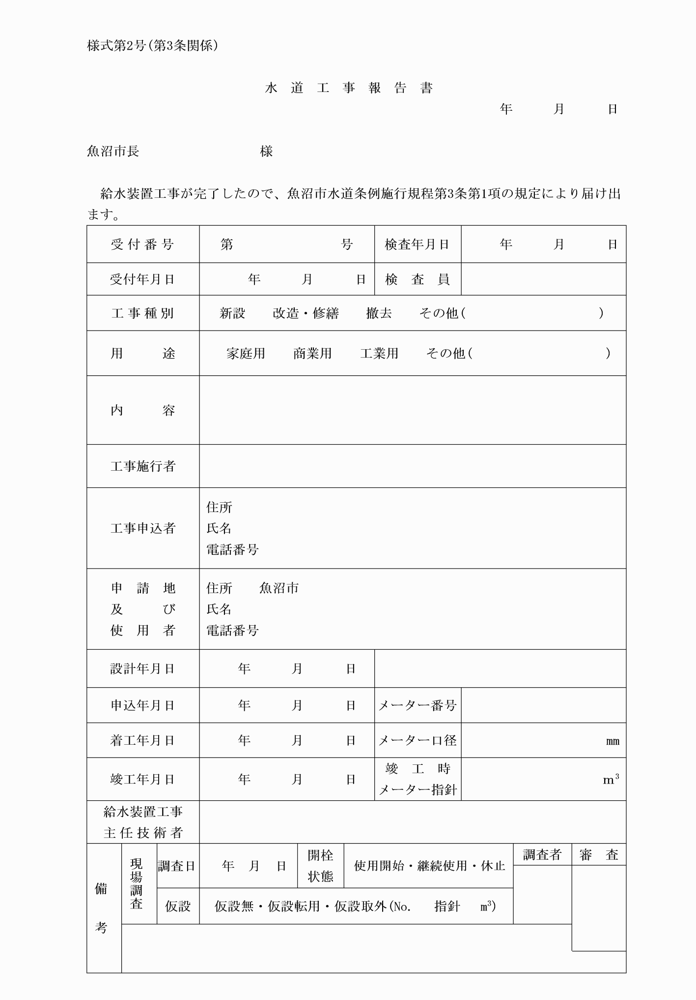 様式第2号(第3条関係)
水道工事報告書
年　月　日
魚沼市長　様
給水装置工事が完了したので、魚沼市水道条例施行規程第3条第1項の規定により届け出
ます。
受付番号　第　号　検査年月日　年　月　日
受付年月日　年　月　日　検査員
工事種別　新設　改造・修繕　撤去　その他(　)
用途　家庭用　商業用　工業用　その他(　)
内容
工事施行者
工事申込者
住所
氏名
電話番号
申請地
及び
使用者
住所　魚沼市
氏名
電話番号
設計年月日　年　月　日
申込年月日　年　月　日　メーター番号
着工年月日　年　月　日　メーター口径　mm
竣工年月日　年　月　日
竣工時
メーター指針
m³
給水装置工事
主任技術者
備考
現場調査
調査日　年　月　日
開栓
状態
使用開始・継続使用・休止
調査者　審査
仮設　仮設無・仮設転用・仮設取外(No.　指針　m³)